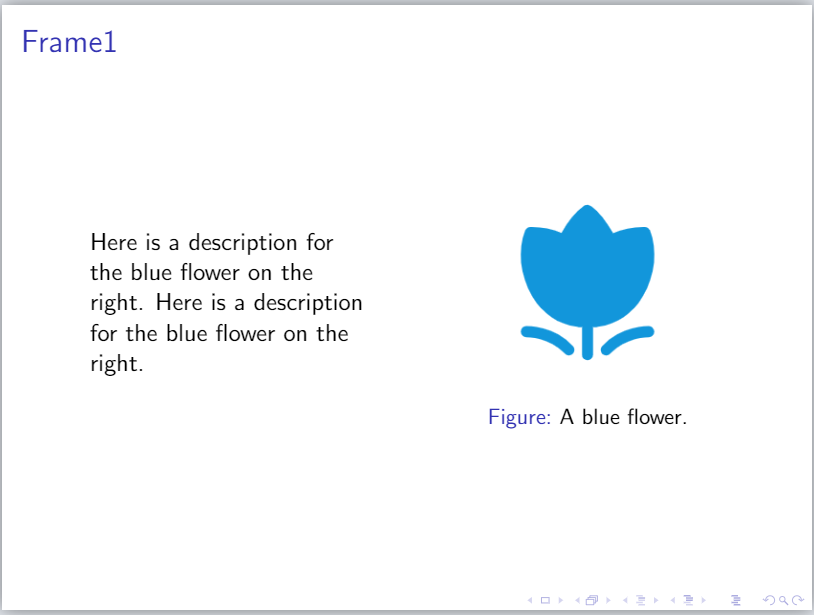 Frame1
Here is a description for
the blue flower on the
right. Here is a description
for the blue flower on the
right.
Figure: A blue flower.